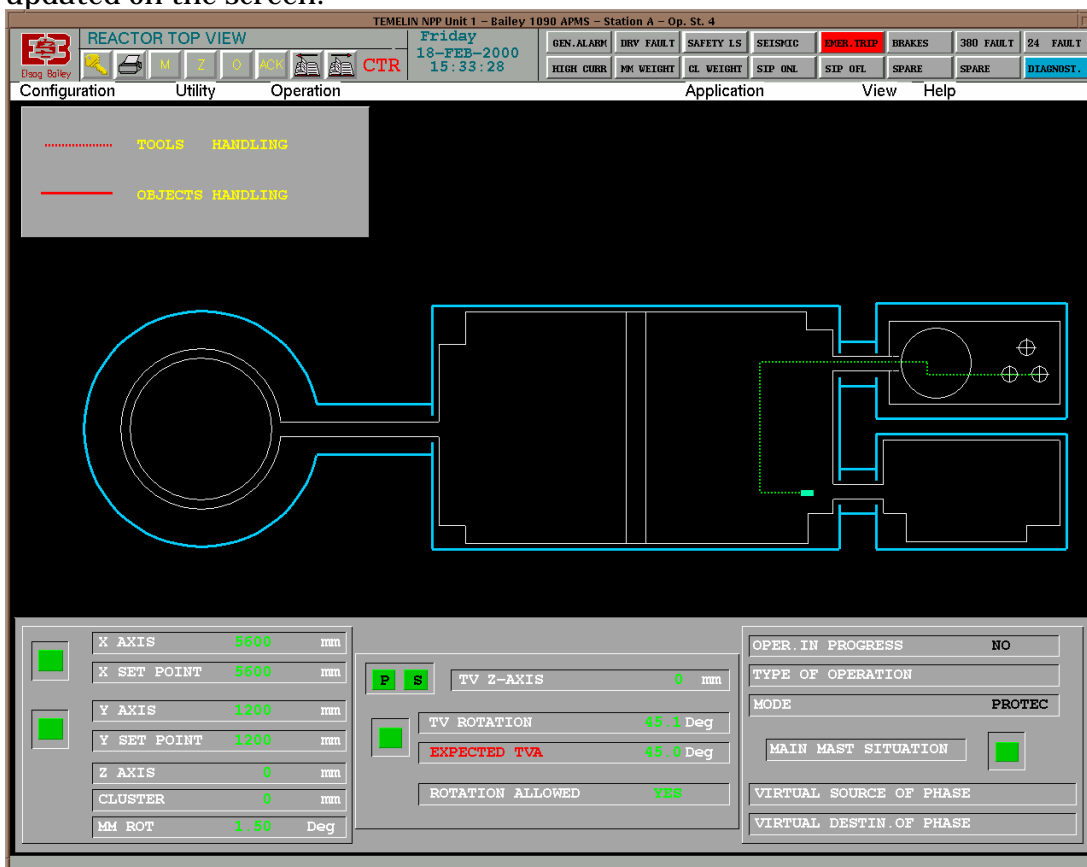 updated on the screen.
TEMELIN NPP Unit 1 – Bailey 1090 APMS – Station A – Op. St. 4
REACTOR TOP VIEW
Elsag Bailey
M Z O ACK CTR
Friday
18-FEB-2000
15:33:28
GEN.ALARM DRV FAULT SAFETY LS SEISMIC EMER.TRIP BRAKES 380 FAULT 24 FAULT
HIGH CURR MM WEIGHT CL WEIGHT SIP ONL SIP OFL SPARE SPARE DIAGNOST.
Configuration Utility Operation Application View Help
TOOLS HANDLING
OBJECTS HANDLING
X AXIS 5600 mm
X SET POINT 5600 mm
Y AXIS 1200 mm
Y SET POINT 1200 mm
Z AXIS 0 mm
CLUSTER 0 mm
MM ROT 1.50 Deg
P S TV Z-AXIS 0 mm
TV ROTATION 45.1 Deg
EXPECTED TVA 45.0 Deg
ROTATION ALLOWED YES
OPER.IN PROGRESS NO
TYPE OF OPERATION
MODE PROTEC
MAIN MAST SITUATION
VIRTUAL SOURCE OF PHASE
VIRTUAL DESTIN.OF PHASE